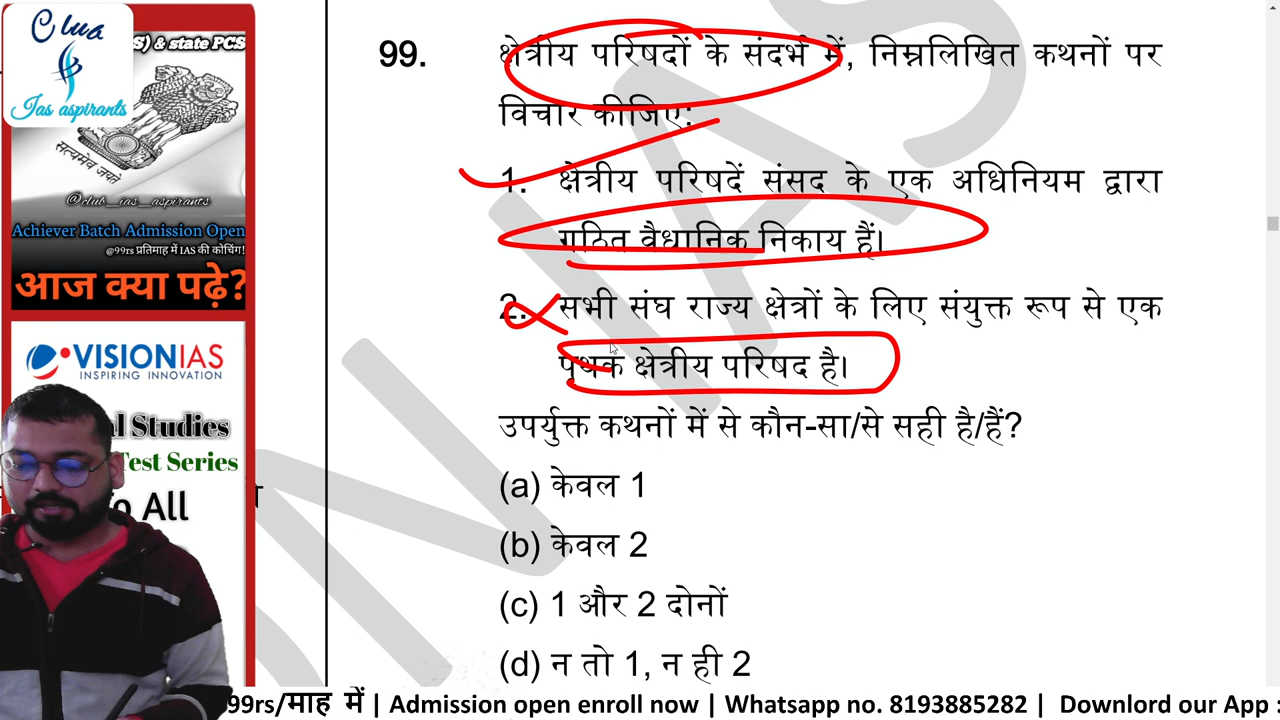 Clua
S) & state PCS
Ias aspirants
सत्यमेव जयते
@club_ias_aspirants
Achiever Batch Admission Open
@99rs प्रतिमाह में IAS की कोचिंग!
आज क्या पढ़े?
VISIONIAS
INSPIRING INNOVATION
l Studies
Test Series
o All
99. क्षेत्रीय परिषदों के संदर्भ में, निम्नलिखित कथनों पर
विचार कीजिए:
1. क्षेत्रीय परिषदें संसद के एक अधिनियम द्वारा
गठित वैधानिक निकाय हैं।
2. सभी संघ राज्य क्षेत्रों के लिए संयुक्त रूप से एक
पृथक क्षेत्रीय परिषद है।
उपर्युक्त कथनों में से कौन-सा/से सही है/हैं?
(a) केवल 1
(b) केवल 2
(c) 1 और 2 दोनों
(d) न तो 1, न ही 2
99rs/माह में | Admission open enroll now | Whatsapp no. 8193885282 | Downlord our App :